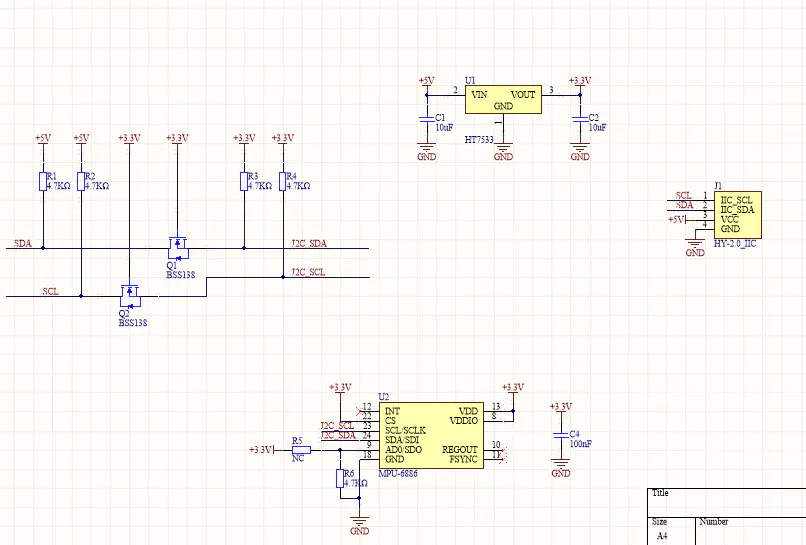 +5V
+3.3V
U1
2
VIN
VOUT
3
GND
1
C1
10uF
C2
10uF
HT7533
GND
GND
GND
+5V
+5V
+3.3V
+3.3V
+3.3V
+3.3V
R1
4.7KΩ
R2
4.7KΩ
R3
4.7KΩ
R4
4.7KΩ
SDA
I2C_SDA
Q1
BSS138
I2C_SCL
SCL
Q2
BSS138
J1
SCL
1
IIC_SCL
SDA
2
IIC_SDA
+5V
3
VCC
4
GND
GND
HY-2.0_IIC
+3.3V
+3.3V
U2
12
INT
VDD
13
22
CS
VDDIO
8
I2C_SCL
23
SCL/SCLK
I2C_SDA
24
SDA/SDI
+3.3V
R5
NC
9
AD0/SDO
REGOUT
10
18
GND
FSYNC
11
MPU-6886
R6
4.7KΩ
GND
+3.3V
C4
100nF
GND
Title
Size
Number
A4